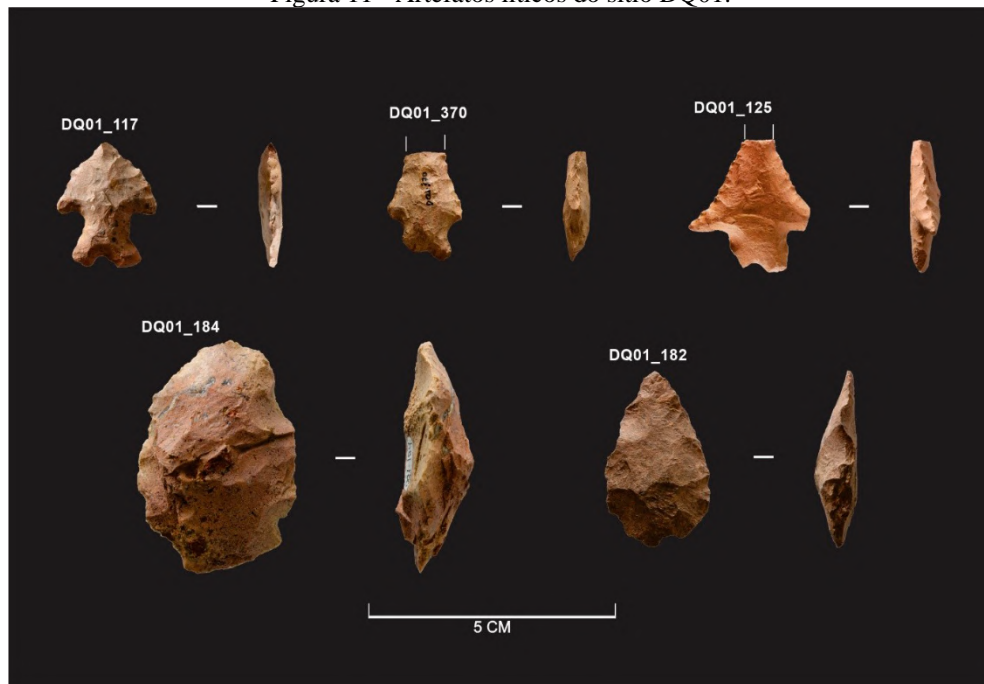 Figura 11 - Artefatos líticos do sítio DQ01.
DQ01_117
DQ01_370
DQ01_125
DQ01_184
DQ01_182
5 CM